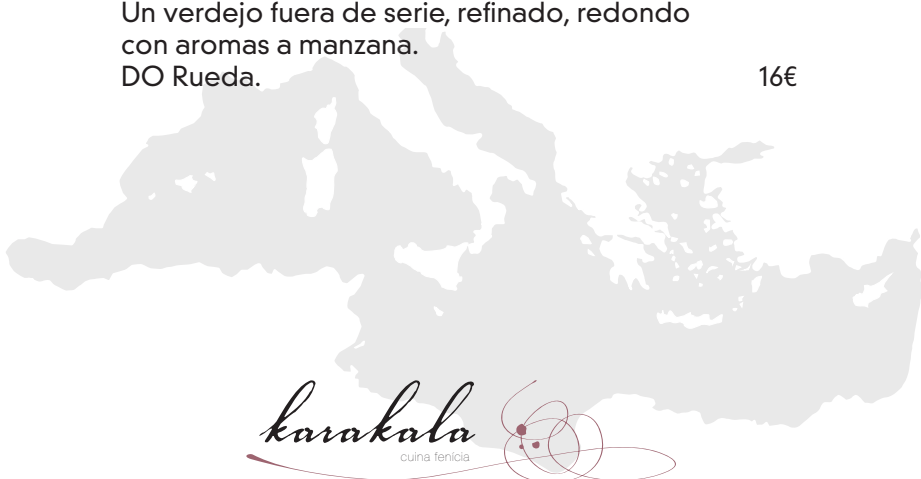 Un verdejo fuera de serie, refinado, redondo
con aromas a manzana.
DO Rueda. 16€
karakala
cuina fenícia